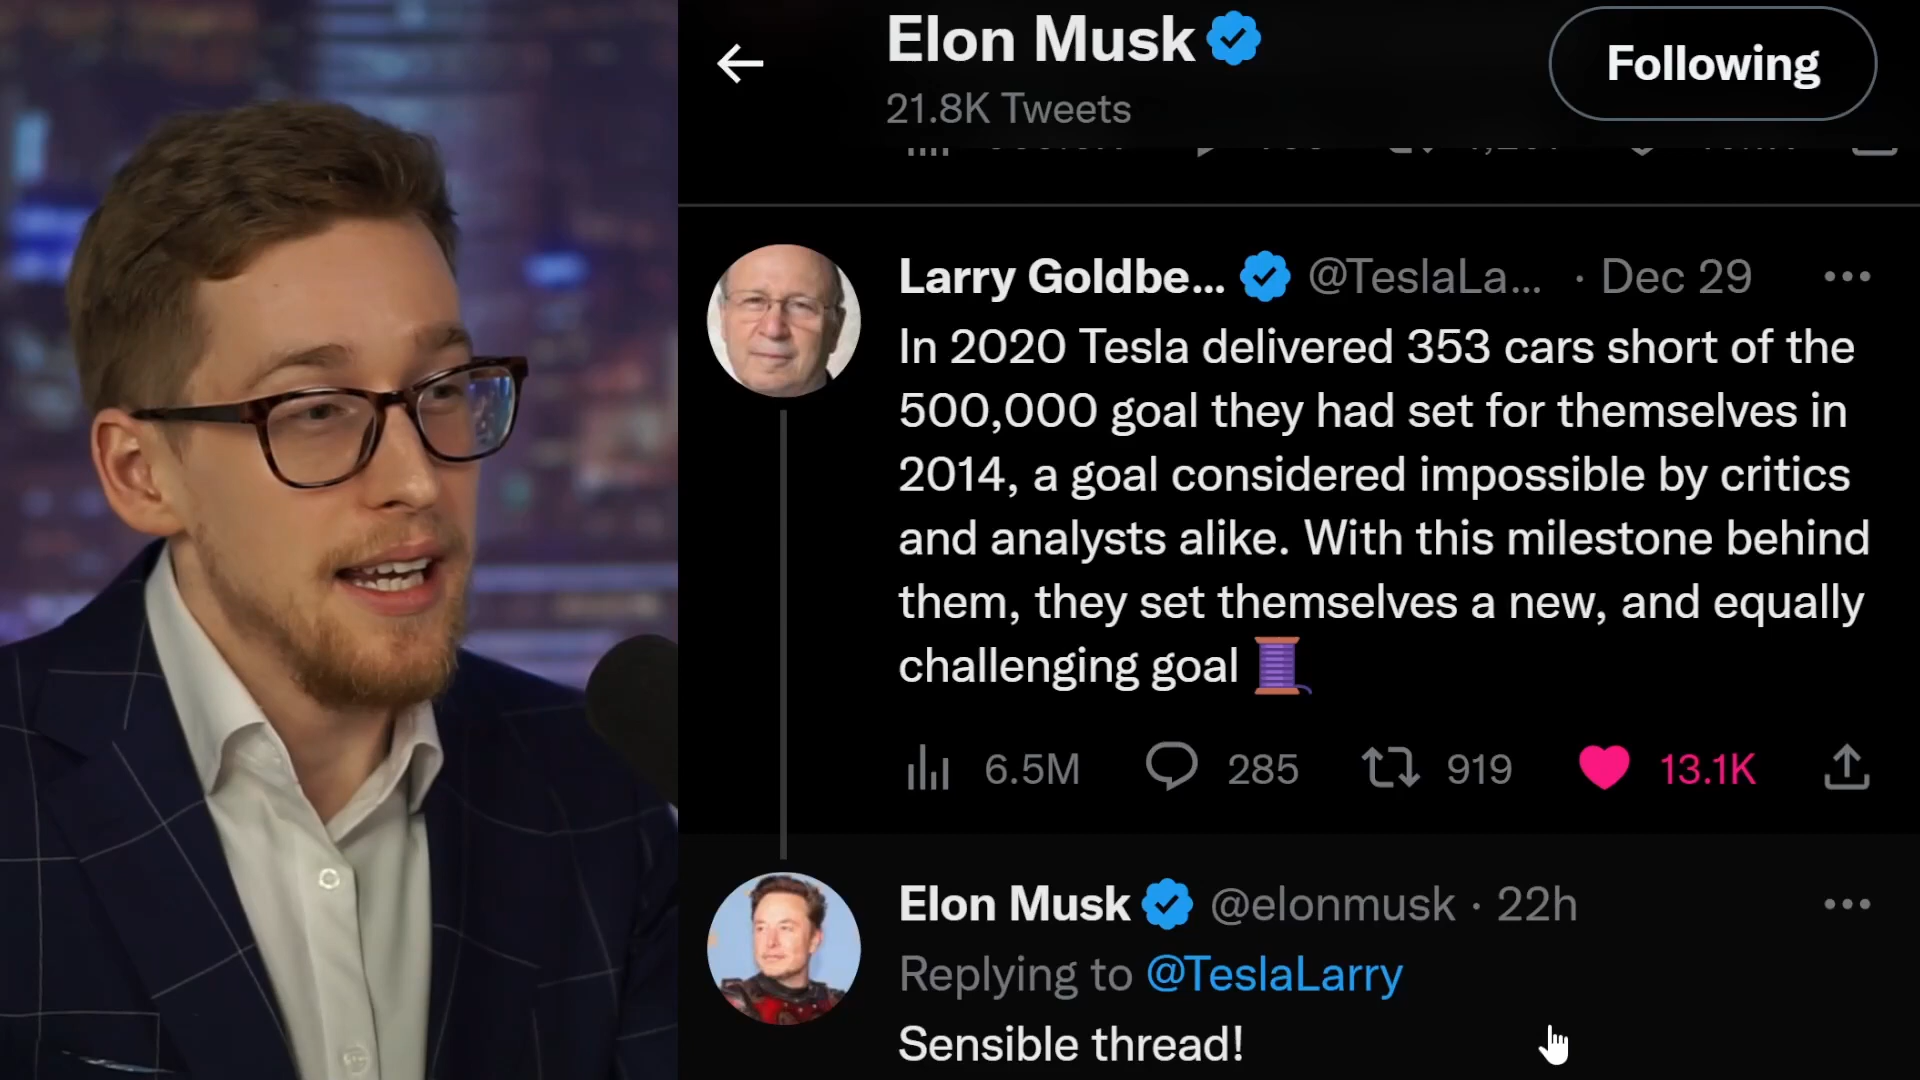 Elon Musk
Following
21.8K Tweets
Larry Goldbe... @TeslaLa... · Dec 29
In 2020 Tesla delivered 353 cars short of the
500,000 goal they had set for themselves in
2014, a goal considered impossible by critics
and analysts alike. With this milestone behind
them, they set themselves a new, and equally
challenging goal
6.5M 285 919 13.1K
Elon Musk @elonmusk · 22h
Replying to @TeslaLarry
Sensible thread!